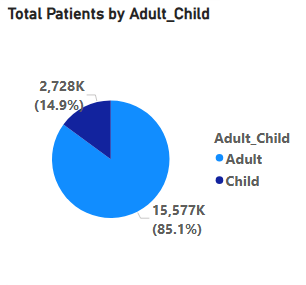 Total Patients by Adult_Child
2,728K
(14.9%)
Adult_Child
Adult
Child
15,577K
(85.1%)